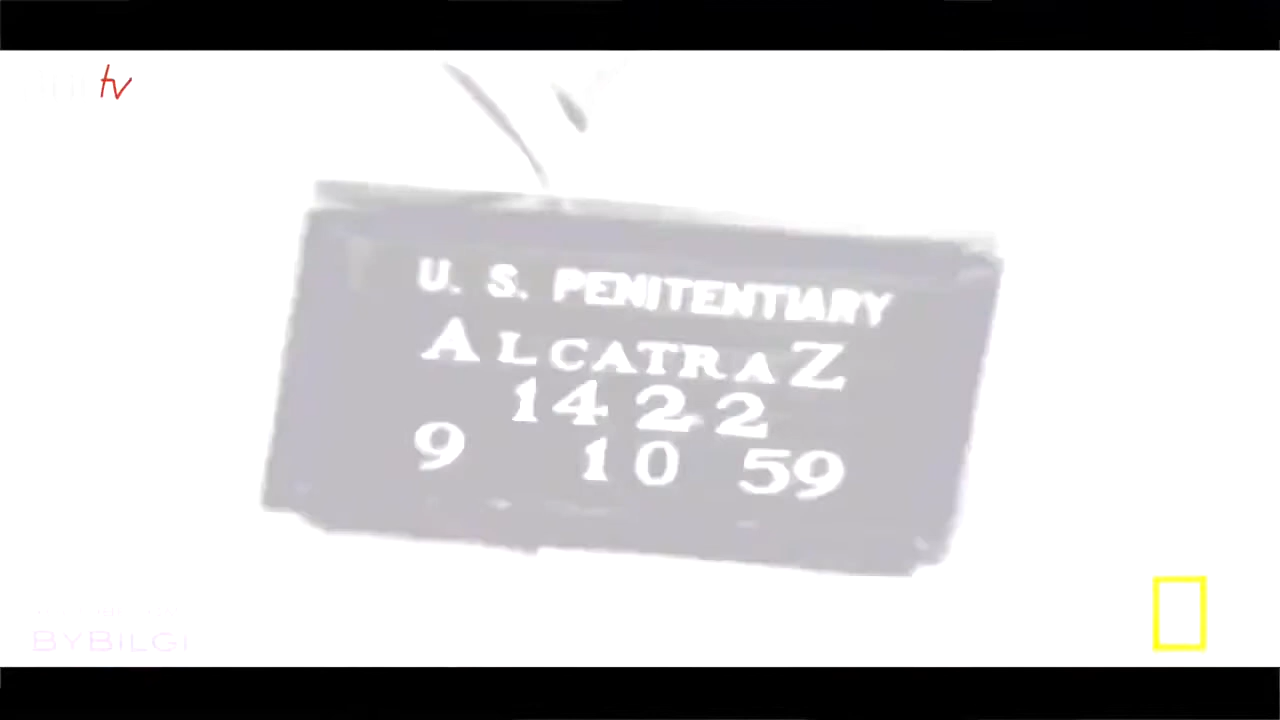 tv
U. S. PENITENTIARY
ALCATRAZ
1422
9 10 59
BYBILGI